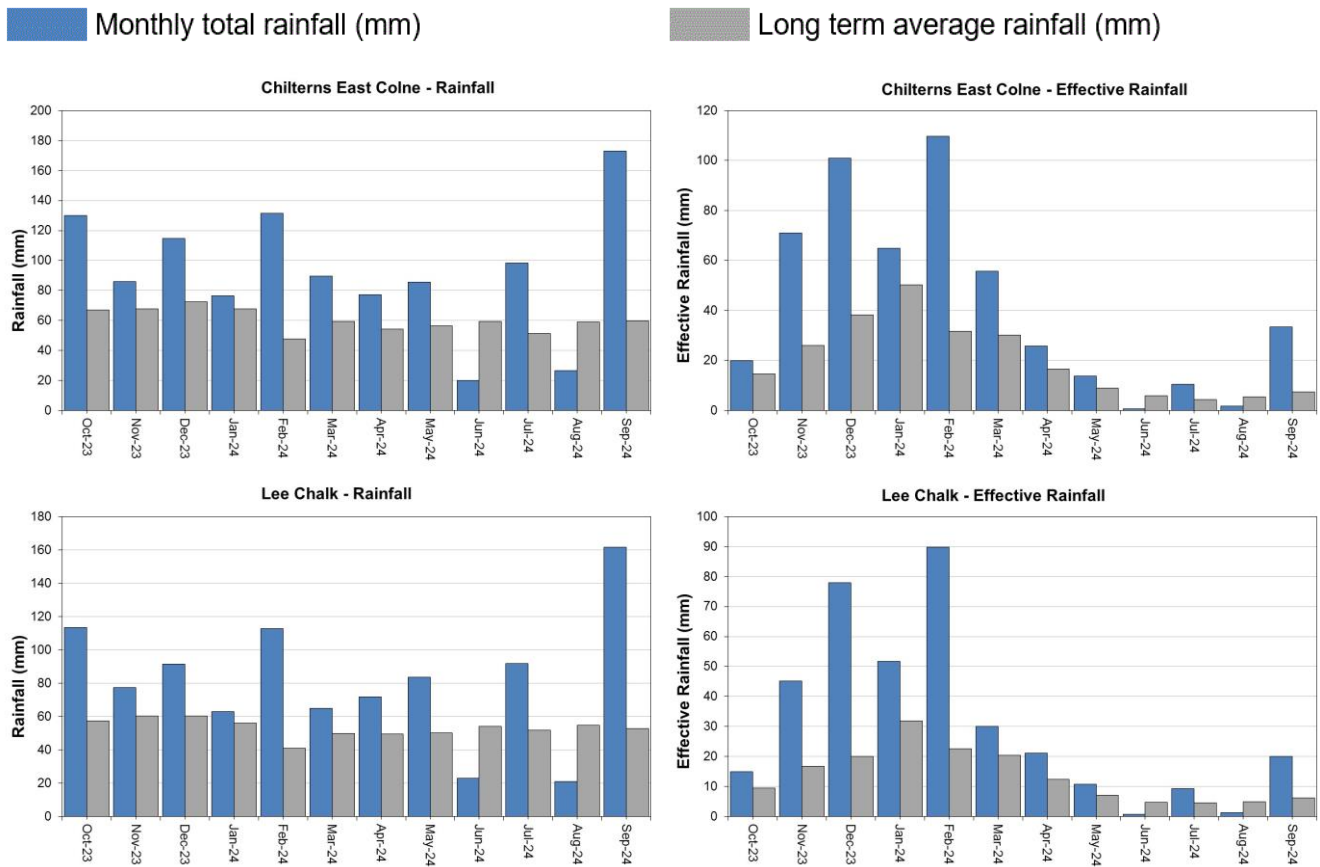 Monthly total rainfall (mm)
Long term average rainfall (mm)
Chilterns East Colne - Rainfall
Rainfall (mm)
200
180
160
140
120
100
80
60
40
20
0
Oct-23
Nov-23
Dec-23
Jan-24
Feb-24
Mar-24
Apr-24
May-24
Jun-24
Jul-24
Aug-24
Sep-24
Chilterns East Colne - Effective Rainfall
Effective Rainfall (mm)
120
100
80
60
40
20
0
Oct-23
Nov-23
Dec-23
Jan-24
Feb-24
Mar-24
Apr-24
May-24
Jun-24
Jul-24
Aug-24
Sep-24
Lee Chalk - Rainfall
Rainfall (mm)
180
160
140
120
100
80
60
40
20
0
Oct-23
Nov-23
Dec-23
Jan-24
Feb-24
Mar-24
Apr-24
May-24
Jun-24
Jul-24
Aug-24
Sep-24
Lee Chalk - Effective Rainfall
Effective Rainfall (mm)
100
90
80
70
60
50
40
30
20
10
0
Oct-23
Nov-23
Dec-23
Jan-24
Feb-24
Mar-24
Apr-24
May-24
Jun-24
Jul-24
Aug-24
Sep-24